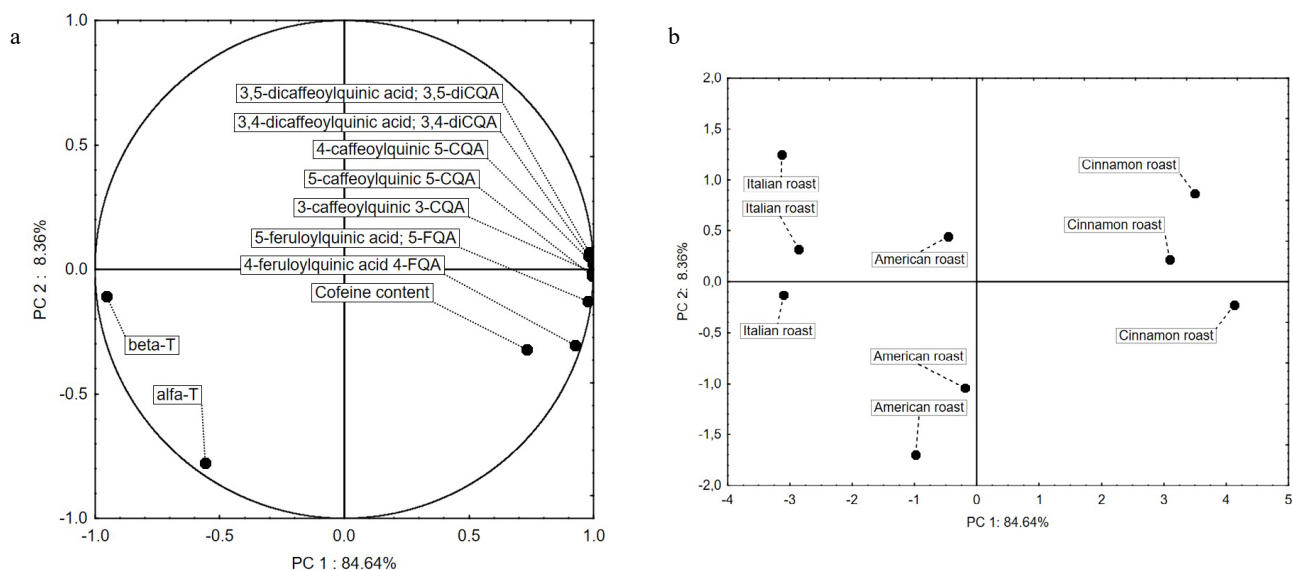 a
1.0
0.5
0.0
-0.5
-1.0
PC 2 : 8.36%
3,5-dicaffeoylquinic acid; 3,5-diCQA
3,4-dicaffeoylquinic acid; 3,4-diCQA
4-caffeoylquinic 5-CQA
5-caffeoylquinic 5-CQA
3-caffeoylquinic 3-CQA
5-feruloylquinic acid; 5-FQA
4-feruloylquinic acid 4-FQA
Cofeine content
beta-T
alfa-T
-1.0
-0.5
0.0
0.5
1.0
PC 1 : 84.64%
b
2,0
1,5
1,0
0,5
0,0
-0,5
-1,0
-1,5
-2,0
PC 2: 8.36%
Cinnamon roast
Italian roast
Italian roast
Cinnamon roast
American roast
Italian roast
Cinnamon roast
American roast
American roast
-4
-3
-2
-1
0
1
2
3
4
5
PC 1: 84.64%